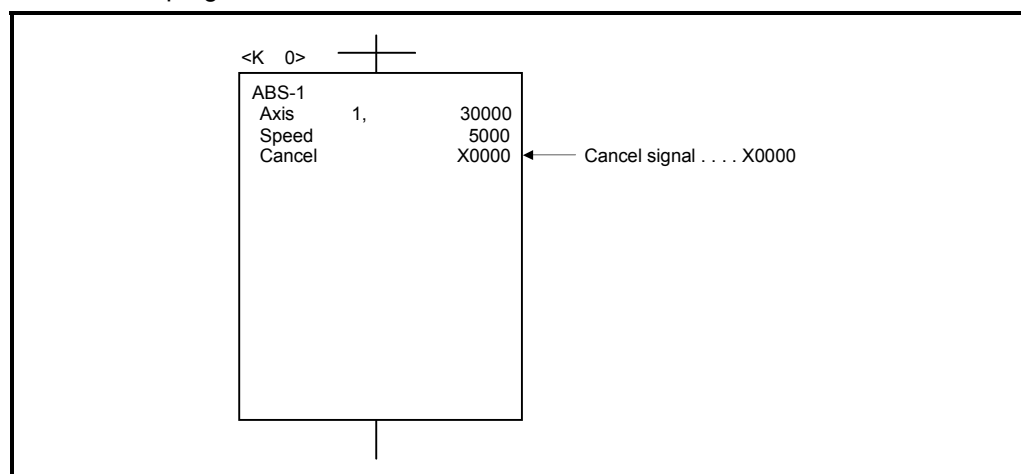 <K 0>
ABS-1
Axis 1, 30000
Speed 5000
Cancel X0000
Cancel signal . . . . X0000